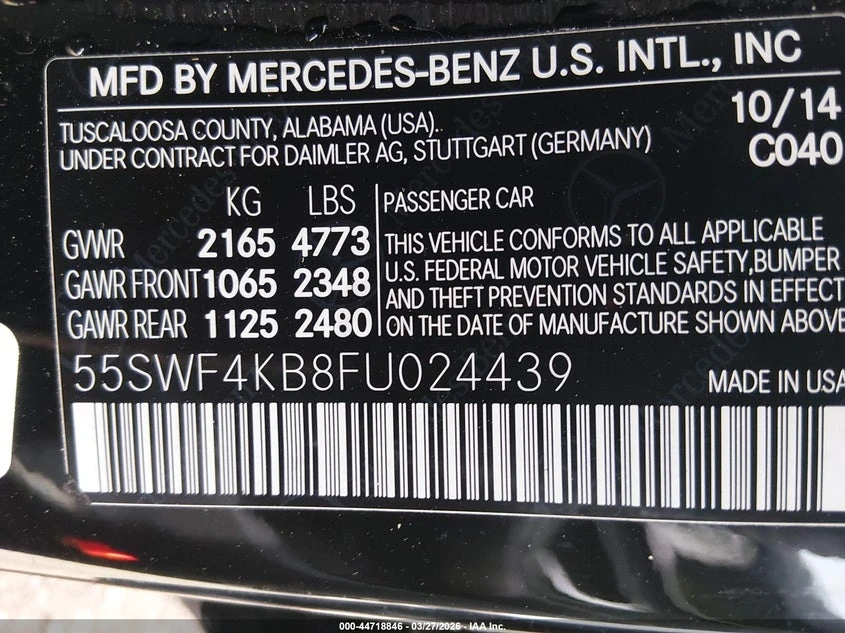 MFD BY MERCEDES-BENZ U.S. INTL., INC
10/14
TUSCALOOSA COUNTY, ALABAMA (USA).
UNDER CONTRACT FOR DAIMLER AG, STUTTGART (GERMANY)
C040
KG LBS
GVWR 2165 4773
GAWR FRONT 1065 2348
GAWR REAR 1125 2480
PASSENGER CAR
THIS VEHICLE CONFORMS TO ALL APPLICABLE
U.S. FEDERAL MOTOR VEHICLE SAFETY,BUMPER
AND THEFT PREVENTION STANDARDS IN EFFECT
ON THE DATE OF MANUFACTURE SHOWN ABOVE
55SWF4KB8FU024439
MADE IN USA
000-44718846 - 03/27/2026 - IAA Inc.